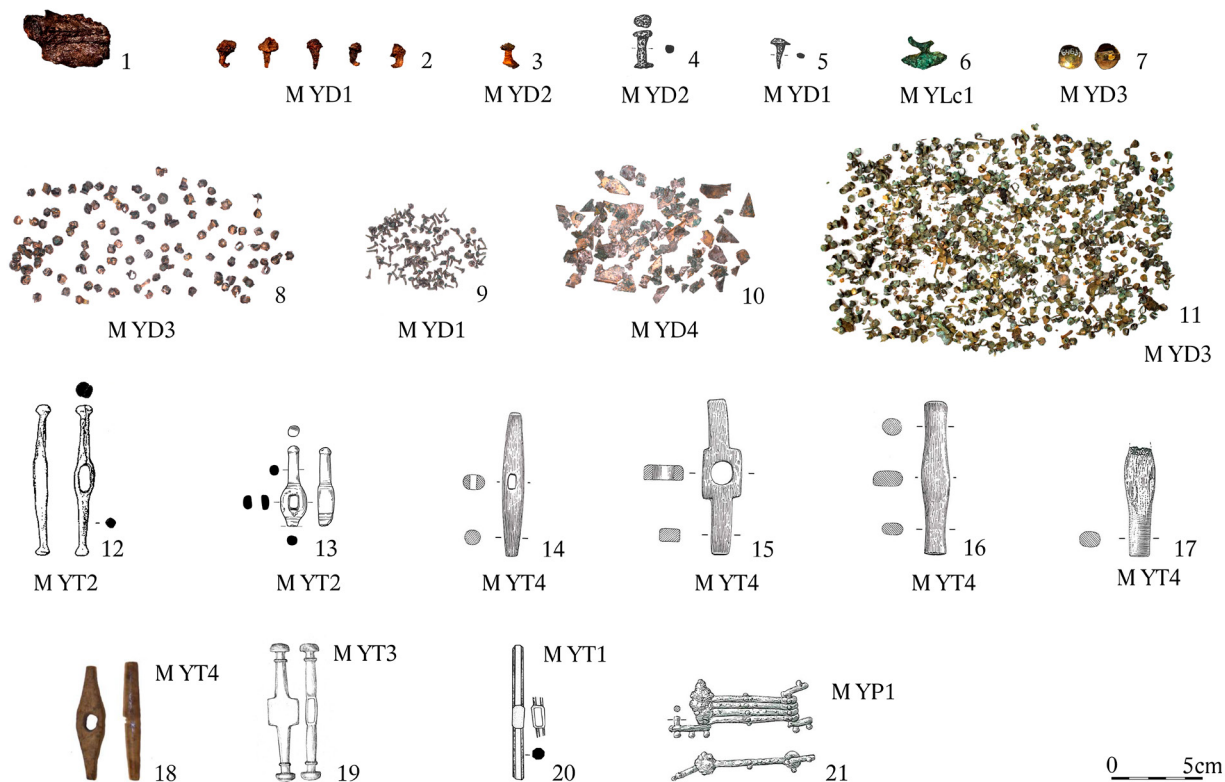 1
2
3
4
5
6
7
M YD1
M YD2
M YD2
M YD1
M YLc1
M YD3
8
9
10
11
M YD3
M YD1
M YD4
M YD3
12
13
14
15
16
17
M YT2
M YT2
M YT4
M YT4
M YT4
M YT4
M YT4
M YT3
M YT1
M YP1
18
19
20
21
0 5cm